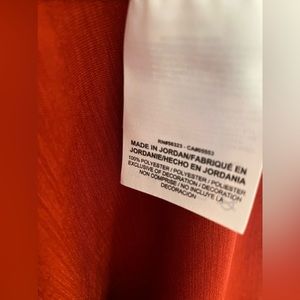 RN#56323 - CA#05553
MADE IN JORDAN/FABRIQUÉ EN
JORDANIE/HECHO EN JORDANIA
100% POLYESTER / POLYESTER / POLIESTER
EXCLUSIVE OF DECORATION / DECORATION
NON COMPRISE / NO INCLUYE LA
DECORACION